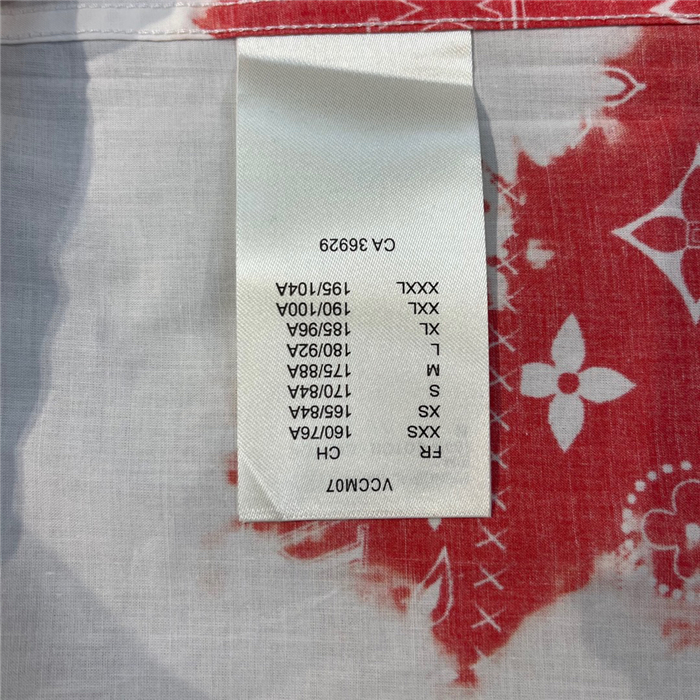 VCCM07
FR CH
XXS 160/76A
XS 165/84A
S 170/84A
M 175/88A
L 180/92A
XL 185/96A
XXL 190/100A
XXXL 195/104A
CA 36929